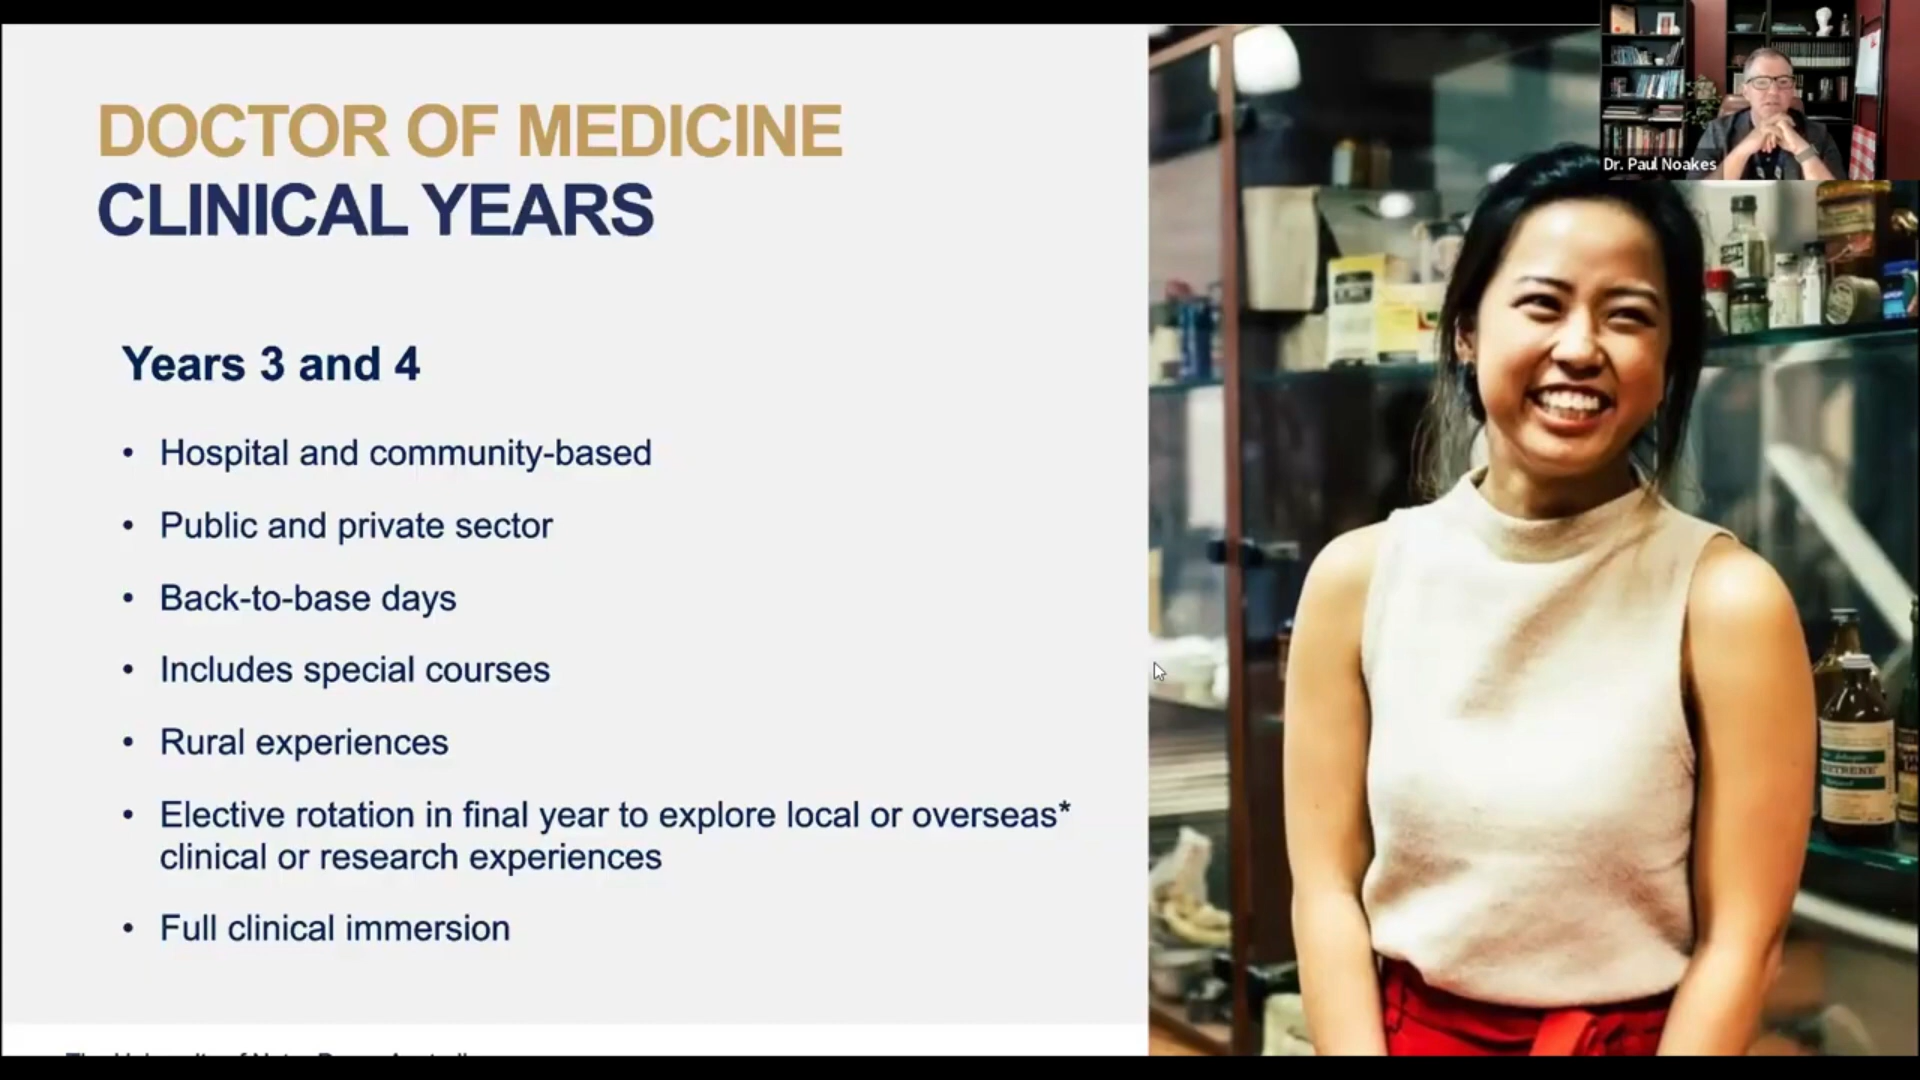 DOCTOR OF MEDICINE
CLINICAL YEARS
Dr. Paul Noakes
Years 3 and 4
• Hospital and community-based
• Public and private sector
• Back-to-base days
• Includes special courses
• Rural experiences
• Elective rotation in final year to explore local or overseas*
clinical or research experiences
• Full clinical immersion